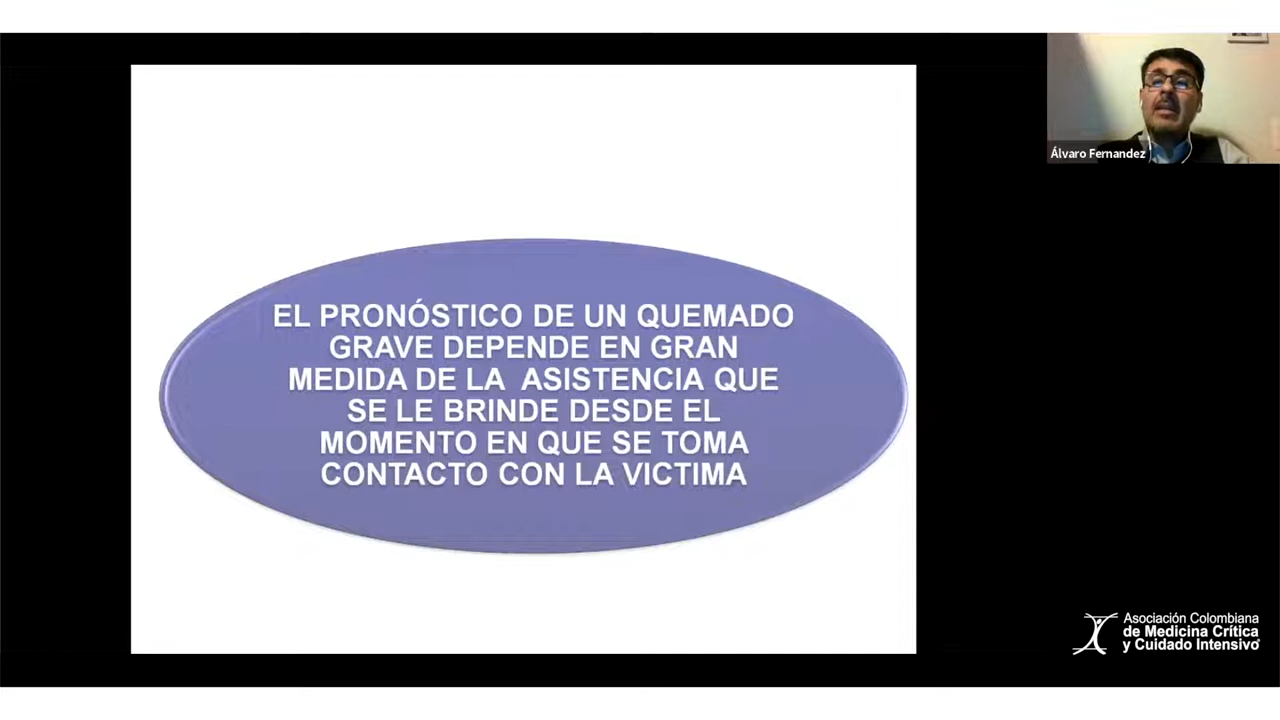 EL PRONÓSTICO DE UN QUEMADO
GRAVE DEPENDE EN GRAN
MEDIDA DE LA ASISTENCIA QUE
SE LE BRINDE DESDE EL
MOMENTO EN QUE SE TOMA
CONTACTO CON LA VICTIMA
Álvaro Fernandez
Asociación Colombiana
de Medicina Crítica
y Cuidado Intensivo